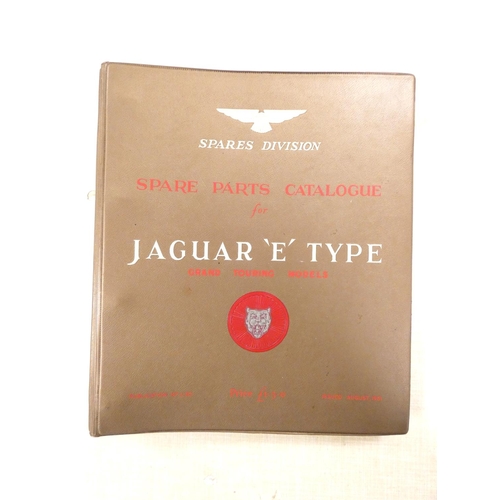 SPARES DIVISION
SPARE PARTS CATALOGUE
for
JAGUAR 'E' TYPE
GRAND TOURING MODELS